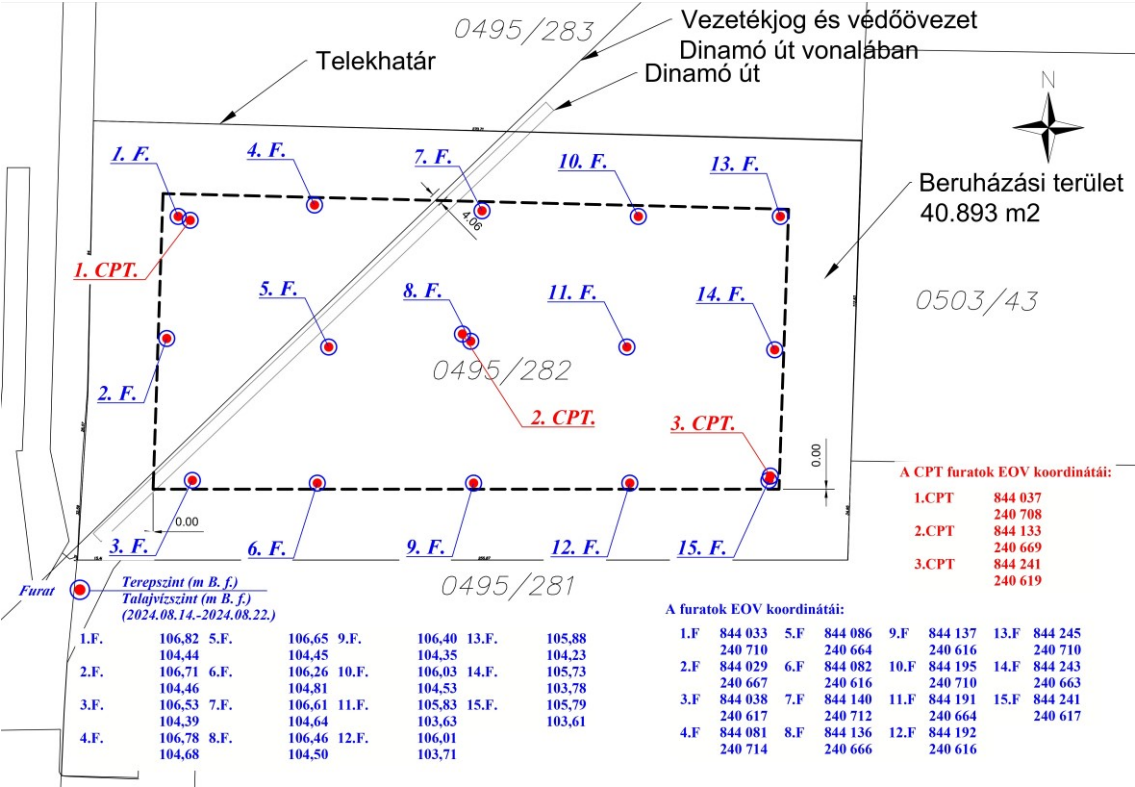 0495/283
Vezetékjog és védőövezet
Dinamó út vonalában
Telekhatár
Dinamó út
N
1. F.
4. F.
7. F.
10. F.
13. F.
Beruházási terület
40.893 m2
4.06
1. CPT.
5. F.
8. F.
11. F.
14. F.
0503/43
0495/282
2. F.
2. CPT.
3. CPT.
0.00
A CPT furatok EOV koordinátái:
1.CPT 844 037
240 708
2.CPT 844 133
240 669
3.CPT 844 241
240 619
0.00
3. F.
6. F.
9. F.
12. F.
15. F.
0495/281
Furat
Terepszint (m B. f.)
Talajvízszint (m B. f.)
(2024.08.14.-2024.08.22.)
1.F. 106,82 5.F. 106,65 9.F. 106,40 13.F. 105,88
104,44 104,45 104,35 104,23
2.F. 106,71 6.F. 106,26 10.F. 106,03 14.F. 105,73
104,46 104,81 104,53 103,78
3.F. 106,53 7.F. 106,61 11.F. 105,83 15.F. 105,79
104,39 104,64 103,63 103,61
4.F. 106,78 8.F. 106,46 12.F. 106,01
104,68 104,50 103,71
A furatok EOV koordinátái:
1.F 844 033 5.F 844 086 9.F 844 137 13.F 844 245
240 710 240 664 240 616 240 710
2.F 844 029 6.F 844 082 10.F 844 195 14.F 844 243
240 667 240 616 240 710 240 663
3.F 844 038 7.F 844 140 11.F 844 191 15.F 844 241
240 617 240 712 240 664 240 617
4.F 844 081 8.F 844 136 12.F 844 192
240 714 240 666 240 616